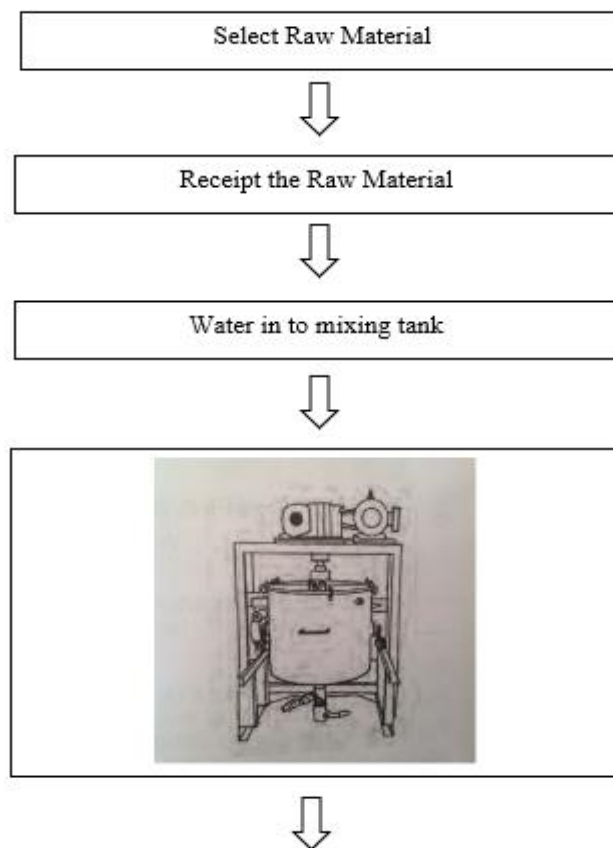 Select Raw Material
Receipt the Raw Material
Water in to mixing tank